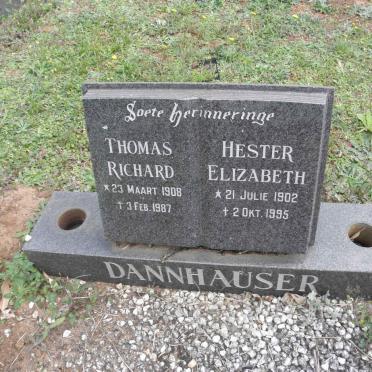 Soete Herinneringe
THOMAS
RICHARD
★ 23 MAART 1908
✝ 3 FEB. 1987
HESTER
ELIZABETH
★ 21 JULIE 1902
✝ 2 OKT. 1995
DANNHAUSER